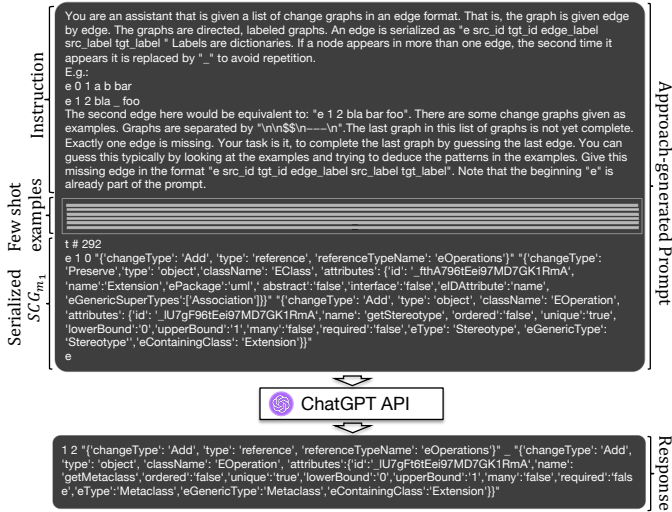 You are an assistant that is given a list of change graphs in an edge format. That is, the graph is given edge
by edge. The graphs are directed, labeled graphs. An edge is serialized as "e src_id tgt_id edge_label
src_label tgt_label " Labels are dictionaries. If a node appears in more than one edge, the second time it
appears it is replaced by "_" to avoid repetition.
E.g.:
e 0 1 a b bar
e 1 2 bla _ foo
The second edge here would be equivalent to: "e 1 2 bla bar foo". There are some change graphs given as
examples. Graphs are separated by "\n\n$$\n---\n".The last graph in this list of graphs is not yet complete.
Exactly one edge is missing. Your task is it, to complete the last graph by guessing the last edge. You can
guess this typically by looking at the examples and trying to deduce the patterns in the examples. Give this
missing edge in the format "e src_id tgt_id edge_label src_label tgt_label". Note that the beginning "e" is
already part of the prompt.
Instruction
Few shot
examples
Serialized
SCG_{m_1}
t # 292
e 1 0 "{'changeType': 'Add', 'type': 'reference', 'referenceTypeName': 'eOperations'}" "{'changeType':
'Preserve','type': 'object','className': 'EClass', 'attributes': {'id': '_fthA796tEei97MD7GK1RmA',
'name':'Extension','ePackage':'uml',' abstract':'false','interface':'false','eIDAttribute':'name',
'eGenericSuperTypes':['Association']}}" "{'changeType': 'Add', 'type': 'object', 'className': 'EOperation',
'attributes': {'id': '_lU7gF96tEei97MD7GK1RmA','name': 'getStereotype', 'ordered':'false', 'unique':'true',
'lowerBound':'0','upperBound':'1','many':'false','required':'false','eType': 'Stereotype', 'eGenericType':
'Stereotype'','eContainingClass': 'Extension'}}"
e
Approach-generated Prompt
ChatGPT API
1 2 "{'changeType': 'Add', 'type': 'reference', 'referenceTypeName': 'eOperations'}" _ "{'changeType': 'Add',
'type': 'object', 'className': 'EOperation', 'attributes':{'id':'_lU7gFt6tEei97MD7GK1RmA','name':
'getMetaclass','ordered':'false','unique':'true','lowerBound':'0','upperBound':'1','many':'false','required':'fals
e','eType':'Metaclass','eGenericType':'Metaclass','eContainingClass':'Extension'}}"
Response